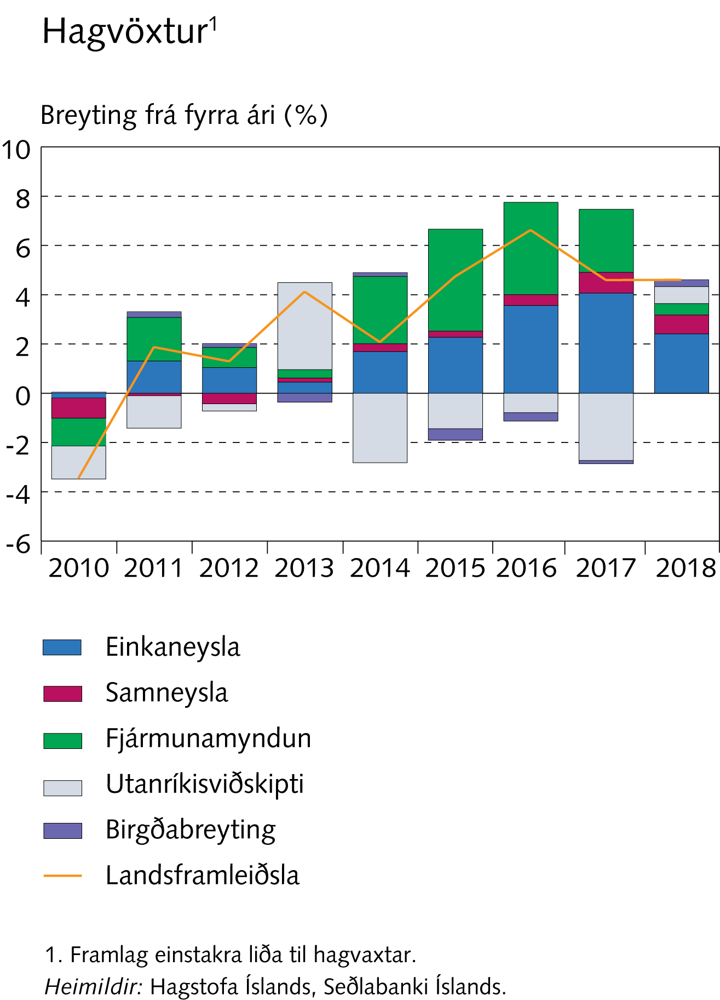 Hagvöxtur¹
Breyting frá fyrra ári (%)
10
8
6
4
2
0
-2
-4
-6
2010 2011 2012 2013 2014 2015 2016 2017 2018
Einkaneysla
Samneysla
Fjármunamyndun
Utanríkisviðskipti
Birgðabreyting
Landsframleiðsla
1. Framlag einstakra liða til hagvaxtar.
Heimildir: Hagstofa Íslands, Seðlabanki Íslands.